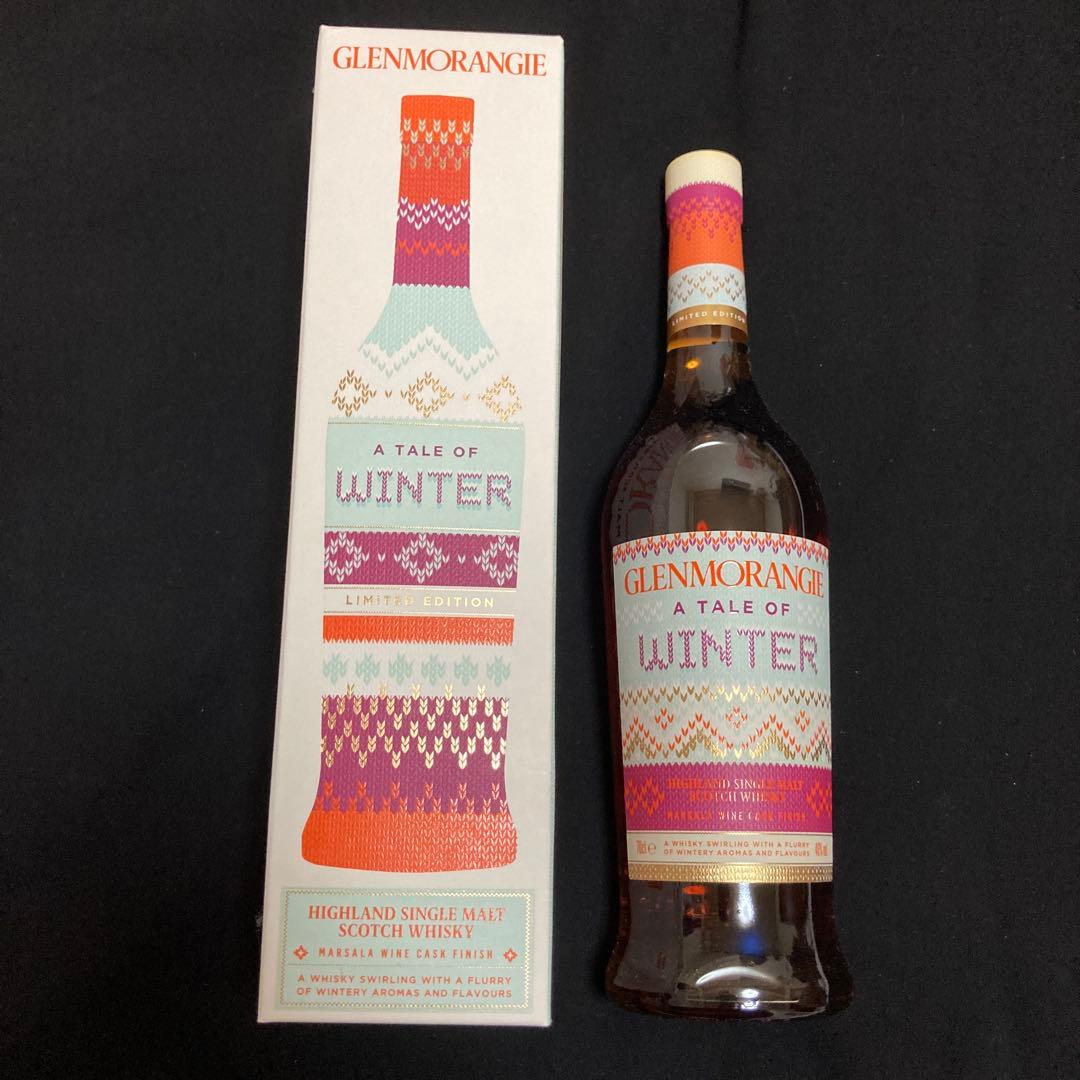 GLENMORANGIE
A TALE OF
WINTER
LIMITED EDITION
HIGHLAND SINGLE MALT
SCOTCH WHISKY
MARSALA WINE CASK FINISH
A WHISKY SWIRLING WITH A FLURRY
OF WINTERY AROMAS AND FLAVOURS
LIMITED EDITION
GLENMORANGIE
A TALE OF
WINTER
HIGHLAND SINGLE MALT
SCOTCH WHISKY
MARSALA WINE CASK FINISH
70cl e A WHISKY SWIRLING WITH A FLURRY
OF WINTERY AROMAS AND FLAVOURS